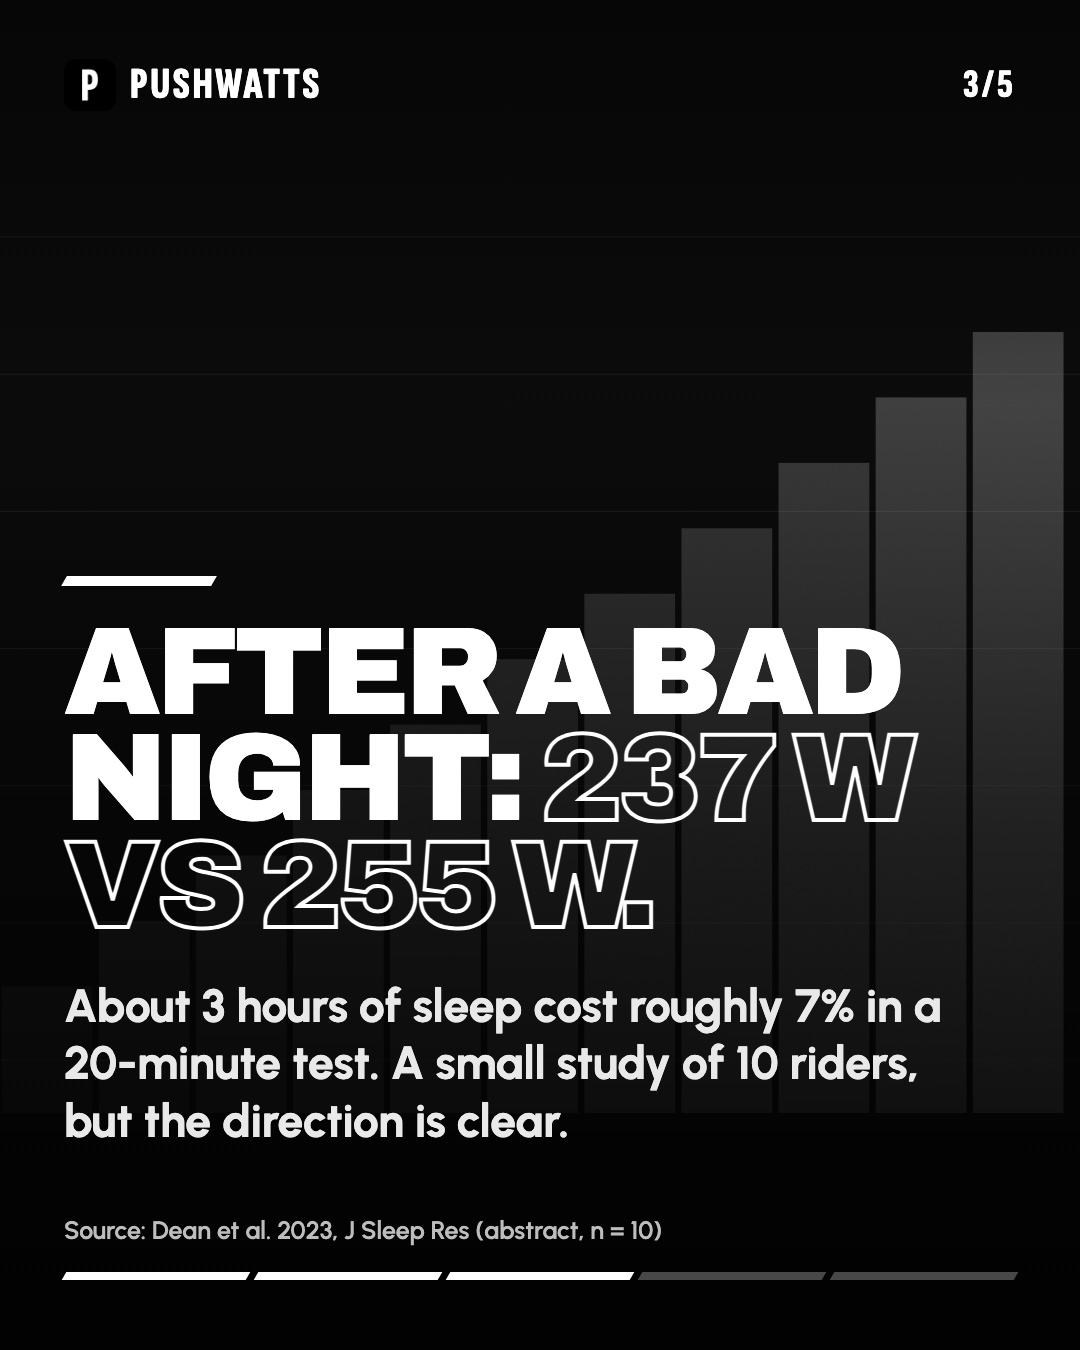 P PUSHWATTS
3/5
AFTER A BAD
NIGHT: 237 W
VS 255 W.
About 3 hours of sleep cost roughly 7% in a
20-minute test. A small study of 10 riders,
but the direction is clear.
Source: Dean et al. 2023, J Sleep Res (abstract, n = 10)